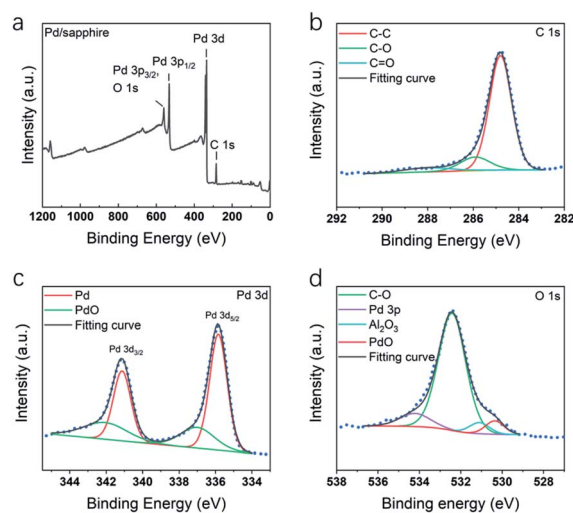 a
Pd/sapphire
Pd 3d
Pd 3p1/2
Pd 3p3/2,
O 1s
C 1s
Intensity (a.u.)
1200 1000 800 600 400 200 0
Binding Energy (eV)
b
C-C
C-O
C=O
Fitting curve
C 1s
Intensity (a.u.)
292 290 288 286 284 282
Binding Energy (eV)
c
Pd
PdO
Fitting curve
Pd 3d
Pd 3d5/2
Pd 3d3/2
Intensity (a.u.)
344 342 340 338 336 334
Binding Energy (eV)
d
C-O
Pd 3p
Al2O3
PdO
Fitting curve
O 1s
Intensity (a.u.)
538 536 534 532 530 528
Binding energy (eV)